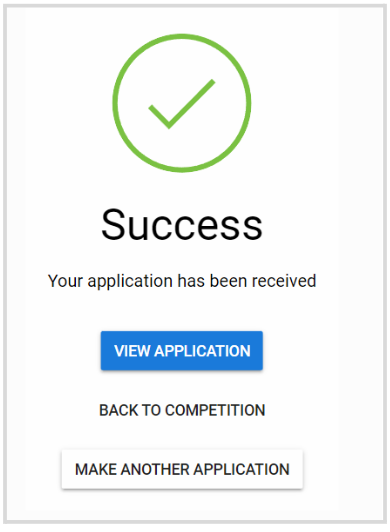 Success
Your application has been received
VIEW APPLICATION
BACK TO COMPETITION
MAKE ANOTHER APPLICATION